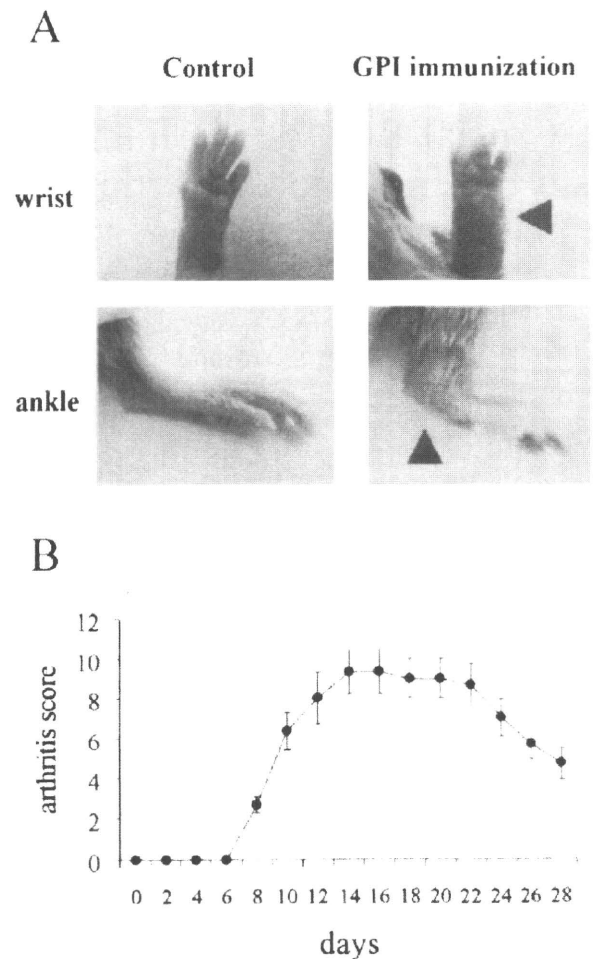 A
Control GPI immunization
wrist
ankle
B
12
10
8
6
4
2
0
arthritis score
0 2 4 6 8 10 12 14 16 18 20 22 24 26 28
days